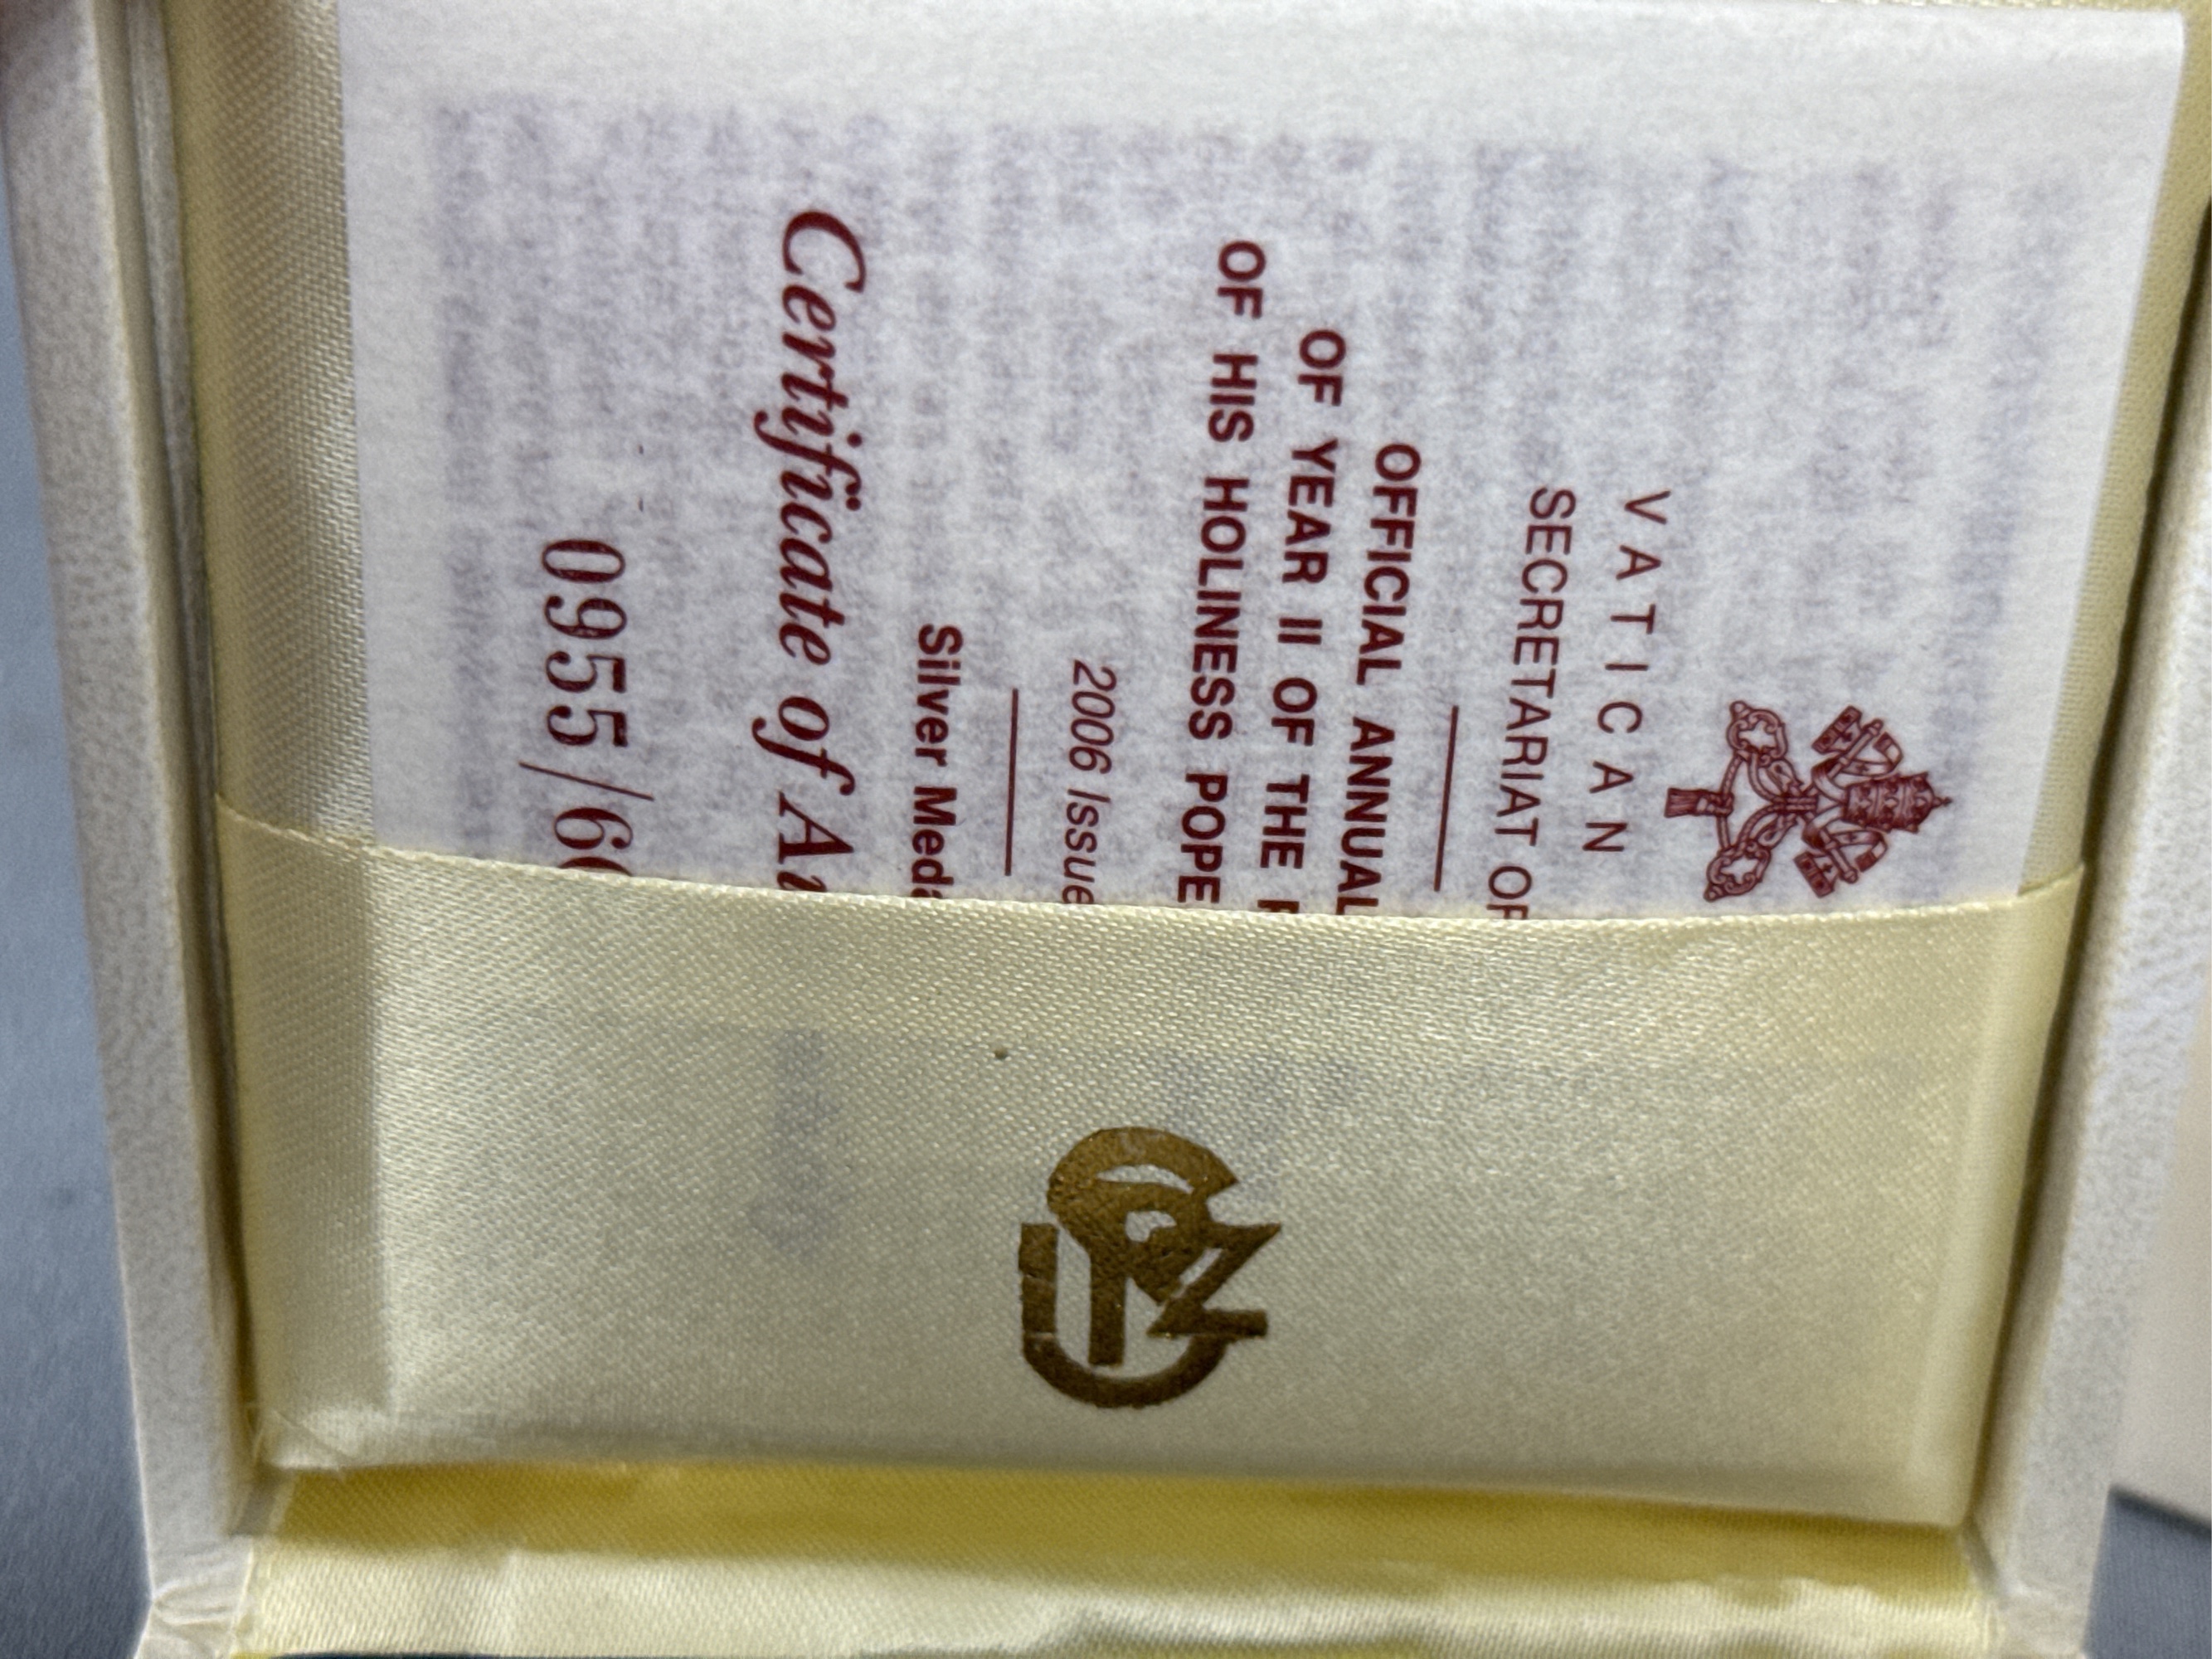 VATICAN
SECRETARIAT OF
OFFICIAL ANNUAL
OF YEAR II OF THE
OF HIS HOLINESS POPE
2006 Issue
Silver
Certificate of
0955/6